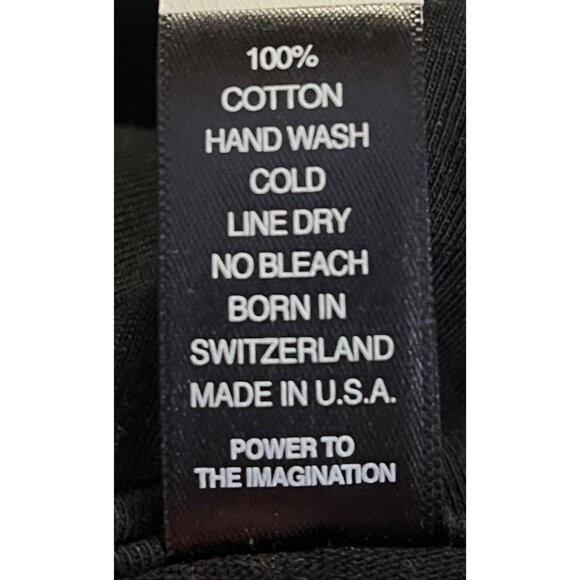 100%
COTTON
HAND WASH
COLD
LINE DRY
NO BLEACH
BORN IN
SWITZERLAND
MADE IN U.S.A.
POWER TO
THE IMAGINATION